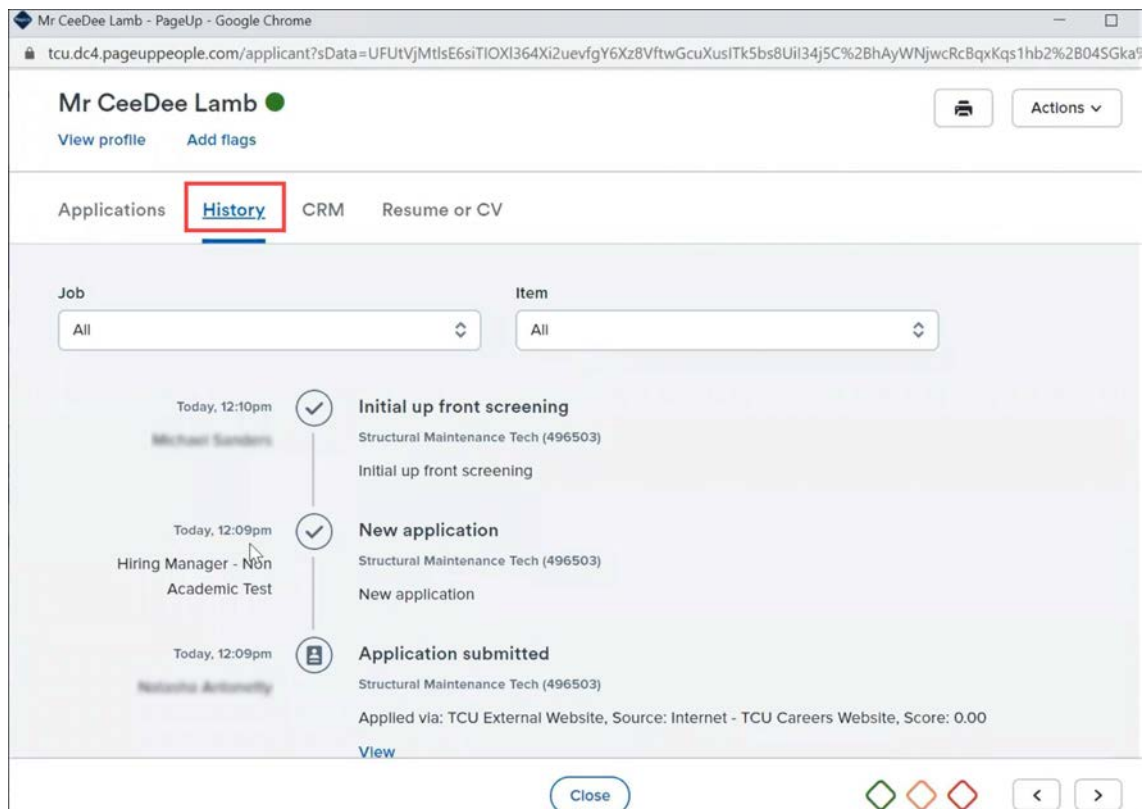 Mr CeeDee Lamb - PageUp - Google Chrome
tcu.dc4.pageuppeople.com/applicant?sData=UFUtVjMtlsE6siTIOXl364Xi2uevfgY6Xz8VftwGcuXusITk5bs8UiI34j5C%2BhAyWNjwcRcBqxKqs1hb2%2B04SGka%
Mr CeeDee Lamb
Actions
View profile Add flags
Applications History CRM Resume or CV
Job Item
All All
Today, 12:10pm Initial up front screening
Structural Maintenance Tech (496503)
Initial up front screening
Today, 12:09pm New application
Hiring Manager - Non Structural Maintenance Tech (496503)
Academic Test New application
Today, 12:09pm Application submitted
Structural Maintenance Tech (496503)
Applied via: TCU External Website, Source: Internet - TCU Careers Website, Score: 0.00
View
Close